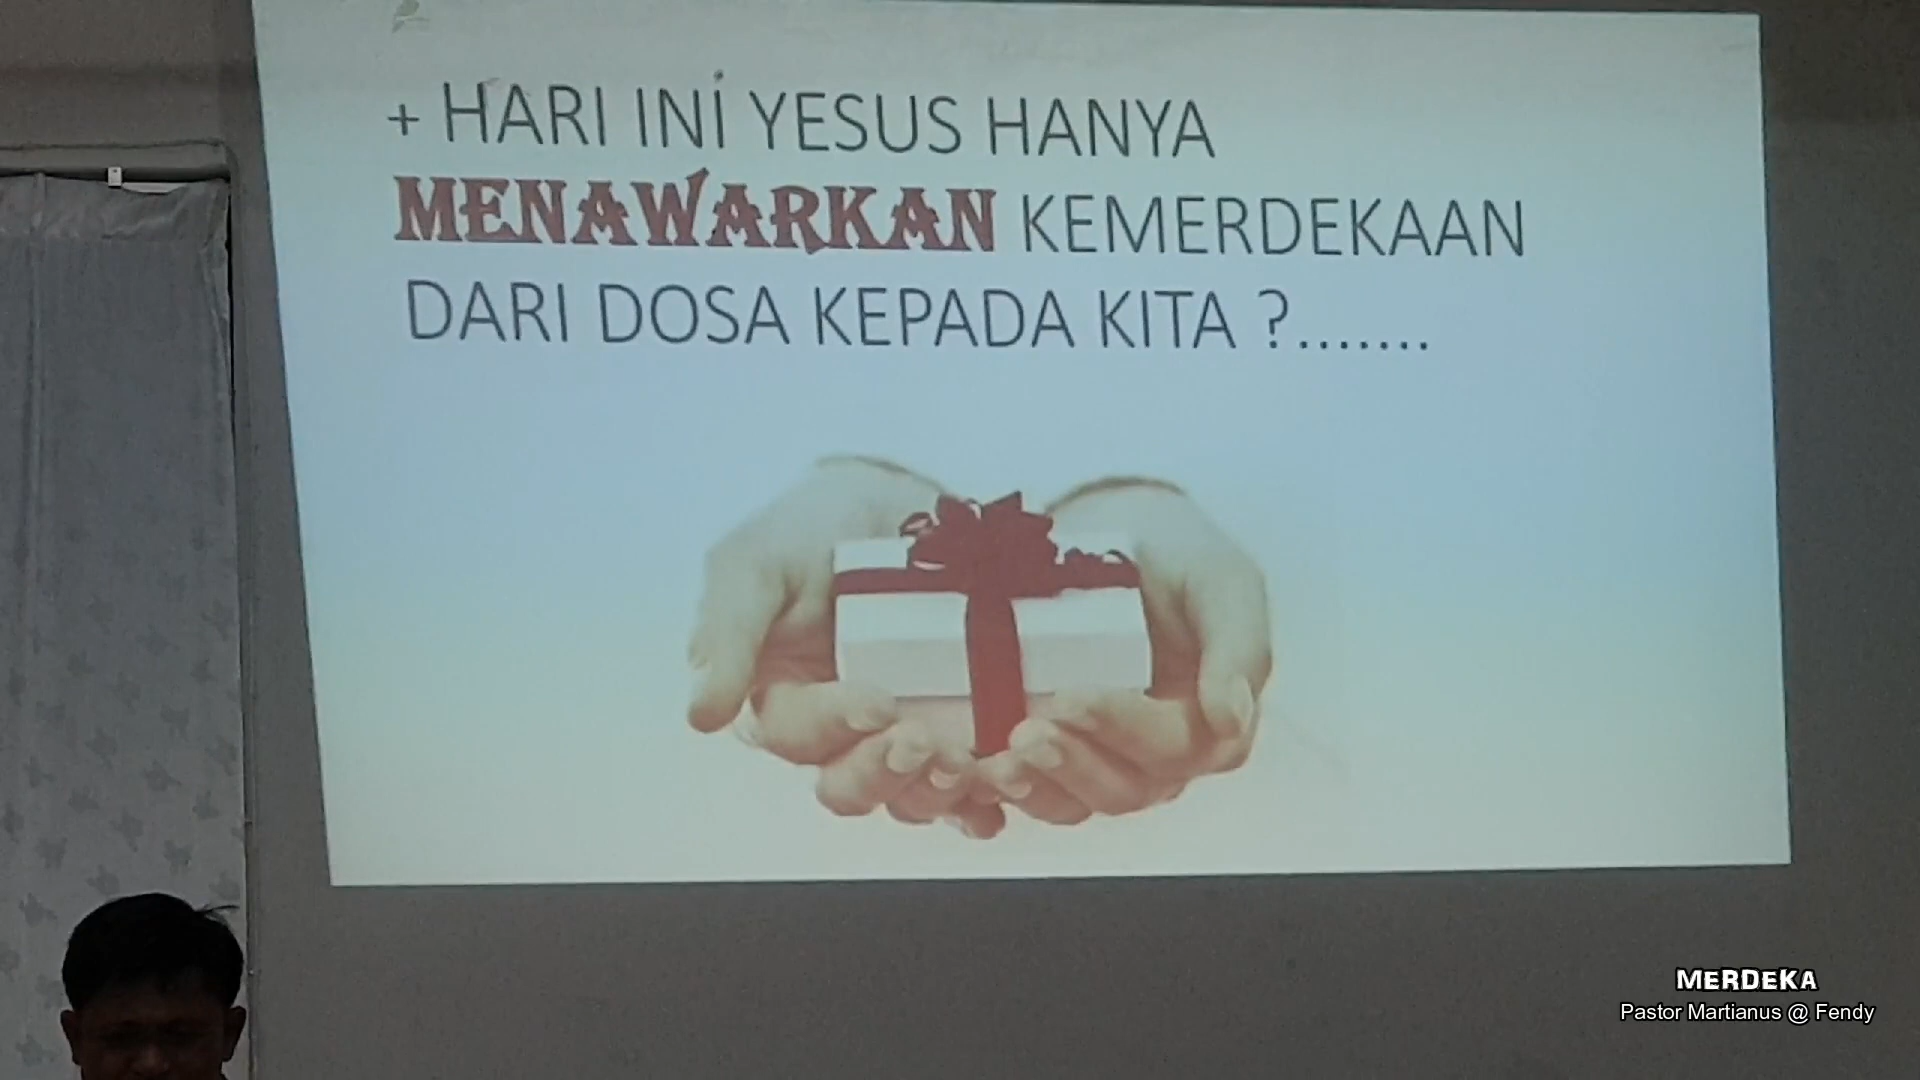 + HARI INI YESUS HANYA
MENAWARKAN KEMERDEKAAN
DARI DOSA KEPADA KITA ?.......
MERDEKA
Pastor Martianus @ Fendy